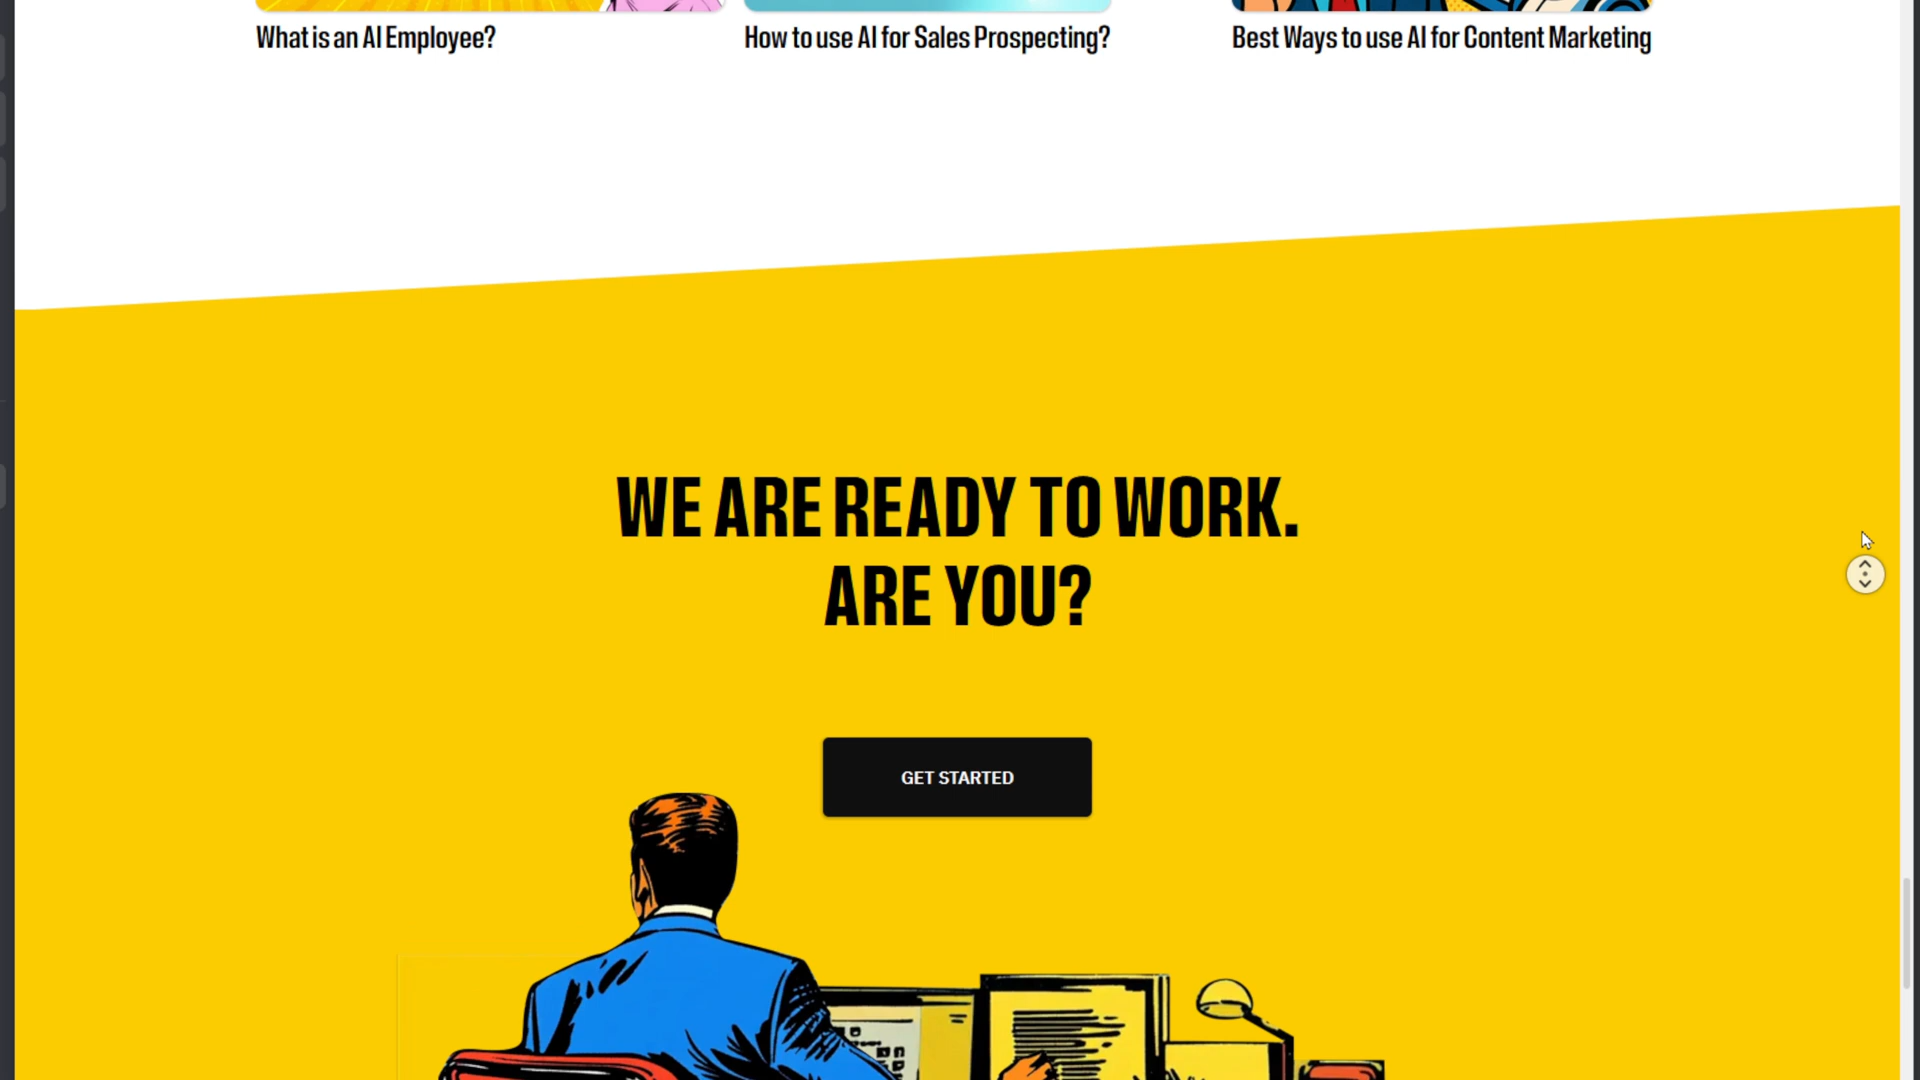 What is an AI Employee?
How to use AI for Sales Prospecting?
Best Ways to use AI for Content Marketing
WE ARE READY TO WORK.
ARE YOU?
GET STARTED